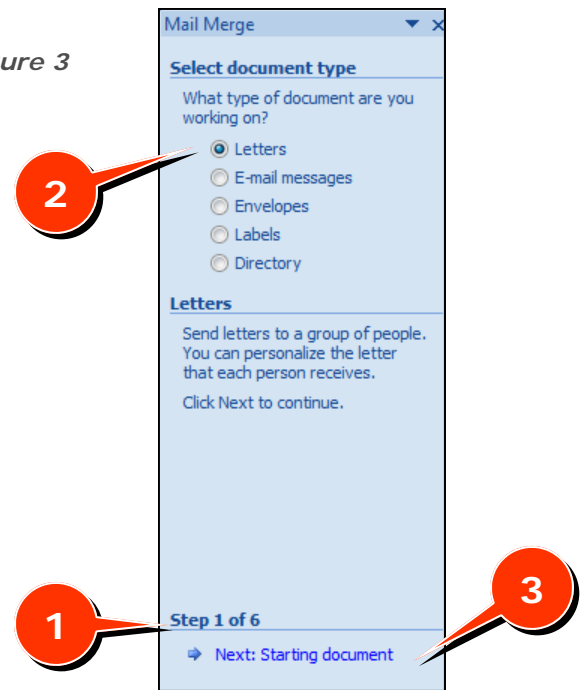 Mail Merge
ure 3
Select document type
What type of document are you
working on?
Letters
2
E-mail messages
Envelopes
Labels
Directory
Letters
Send letters to a group of people.
You can personalize the letter
that each person receives.
Click Next to continue.
Step 1 of 6
1
3
Next: Starting document